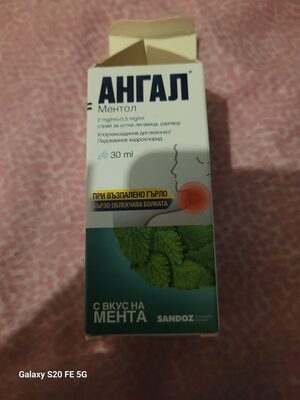 АНГАЛ®
Ментол
2 mg/ml+0,5 mg/ml
спрей за устна лигавица, разтвор
Хлорхексидинов диглюконат/
Лидокаинов хидрохлорид
30 ml
ПРИ ВЪЗПАЛЕНО ГЪРЛО
БЪРЗО ОБЛЕКЧАВА БОЛКАТА
С ВКУС НА
МЕНТА
SANDOZ
Galaxy S20 FE 5G